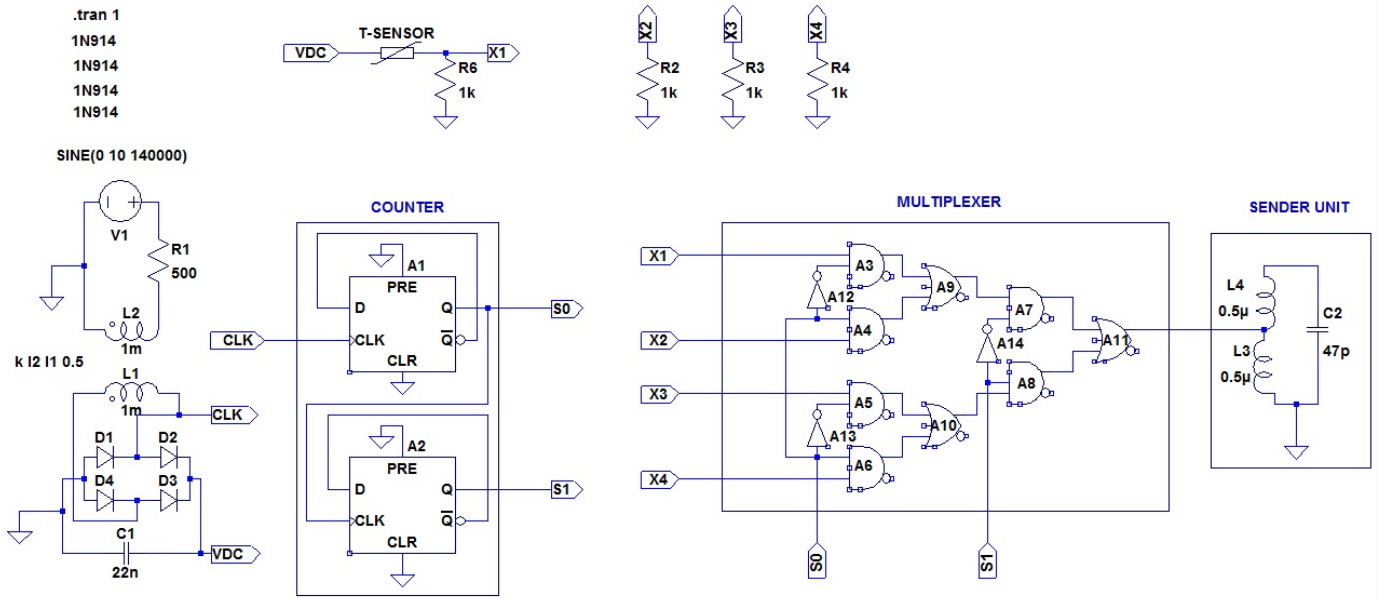 .tran 1
1N914
1N914
1N914
1N914
VDC
T-SENSOR
X1
R6
1k
X2
R2
1k
X3
R3
1k
X4
R4
1k
SINE(0 10 140000)
V1
R1
500
L2
1m
k l2 l1 0.5
L1
1m
CLK
D1
D2
D4
D3
C1
22n
VDC
COUNTER
A1
PRE
D
Q
CLK
CLK
Q
CLR
S0
A2
PRE
D
Q
S1
CLK
Q
CLR
MULTIPLEXER
X1
X2
X3
X4
A3
A12
A4
A9
A7
A14
A11
A8
A5
A13
A10
A6
S0
S1
SENDER UNIT
L4
0.5µ
L3
0.5µ
C2
47p